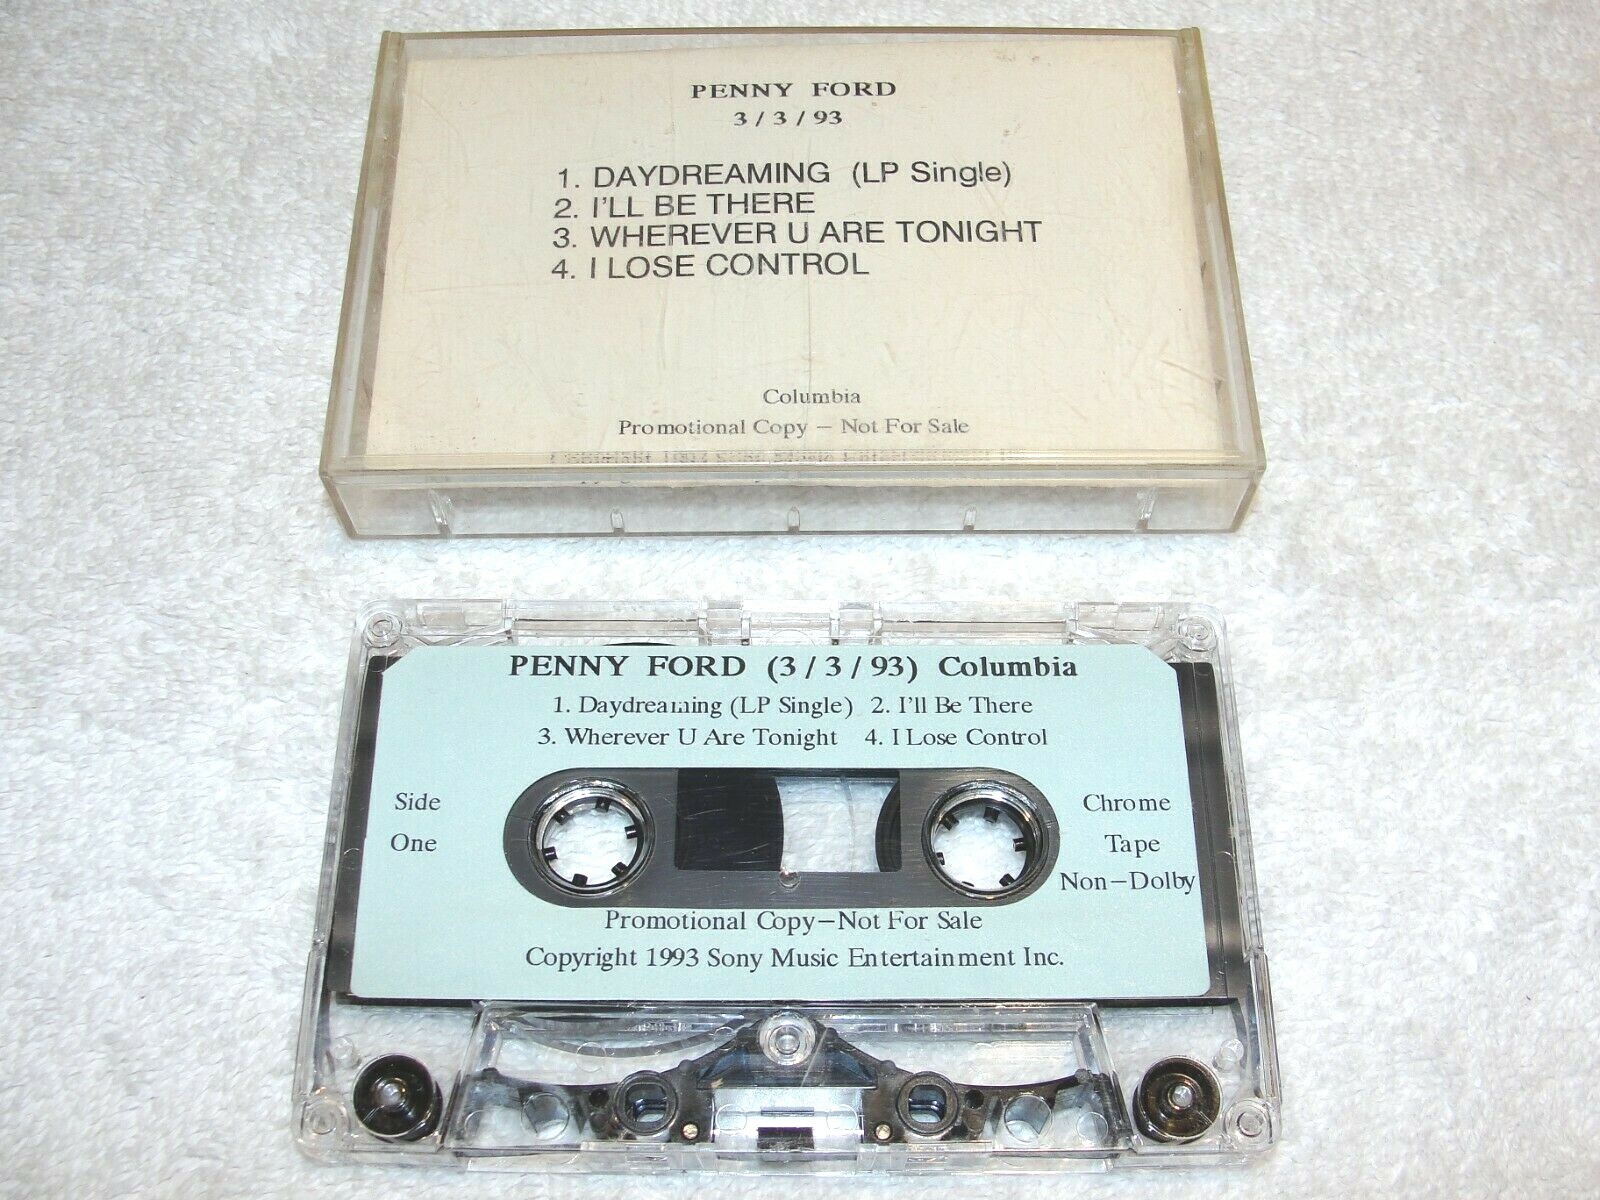 PENNY FORD
3 / 3 / 93
1. DAYDREAMING (LP Single)
2. I'LL BE THERE
3. WHEREVER U ARE TONIGHT
4. I LOSE CONTROL
Columbia
Promotional Copy – Not For Sale
PENNY FORD (3 / 3 / 93) Columbia
1. Daydreaming (LP Single) 2. I'll Be There
3. Wherever U Are Tonight 4. I Lose Control
Side
One
Chrome
Tape
Non–Dolby
Promotional Copy–Not For Sale
Copyright 1993 Sony Music Entertainment Inc.